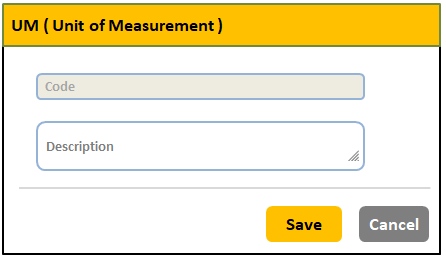 UM ( Unit of Measurement )
Code
Description
Save Cancel